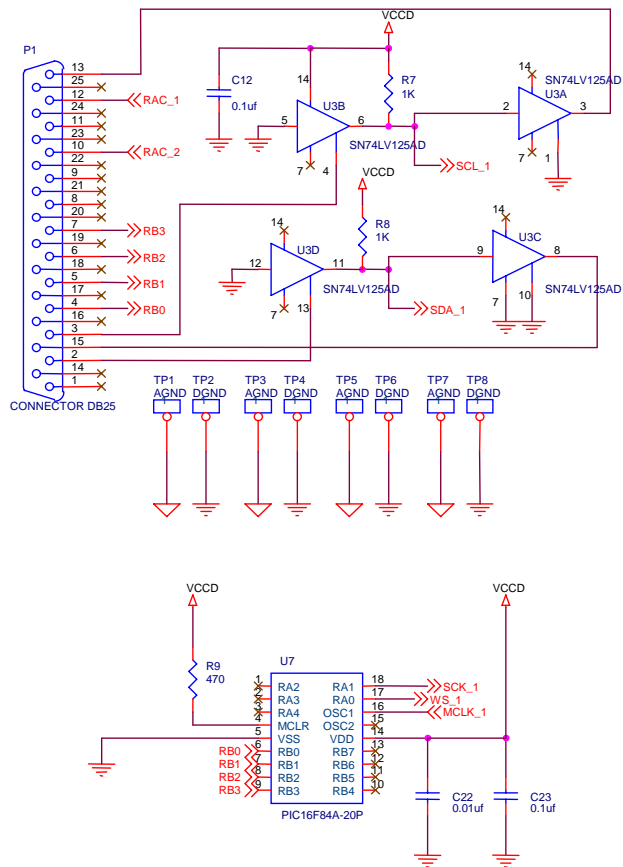 VCCD
P1
13
25
12
24
11
23
10
22
9
21
8
20
7
19
6
18
5
17
4
16
3
15
2
14
1
CONNECTOR DB25
RAC_1
RAC_2
RB3
RB2
RB1
RB0
C12
0.1uf
14
U3B
5
6
SN74LV125AD
7
4
R7
1K
SCL_1
14
SN74LV125AD
U3A
2
3
7
1
VCCD
R8
1K
14
U3D
12
11
SN74LV125AD
7
13
SDA_1
14
U3C
9
8
SN74LV125AD
7
10
TP1
AGND
TP2
DGND
TP3
AGND
TP4
DGND
TP5
AGND
TP6
DGND
TP7
AGND
TP8
DGND
VCCD
VCCD
R9
470
U7
1
RA2
2
RA3
3
RA4
4
MCLR
5
VSS
6
RB0
7
RB1
8
RB2
9
RB3
RB0
RB1
RB2
RB3
RA1
18
RA0
17
OSC1
16
OSC2
15
VDD
14
RB7
13
RB6
12
RB5
11
RB4
10
SCK_1
WS_1
MCLK_1
PIC16F84A-20P
C22
0.01uf
C23
0.1uf